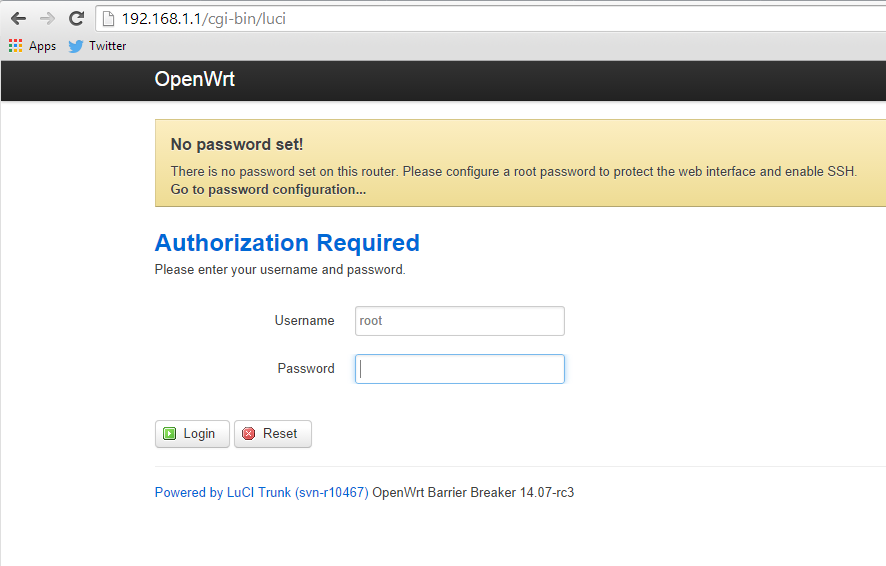 192.168.1.1/cgi-bin/luci
Apps Twitter
OpenWrt
No password set!
There is no password set on this router. Please configure a root password to protect the web interface and enable SSH.
Go to password configuration...
Authorization Required
Please enter your username and password.
Username root
Password
Login Reset
Powered by LuCI Trunk (svn-r10467) OpenWrt Barrier Breaker 14.07-rc3